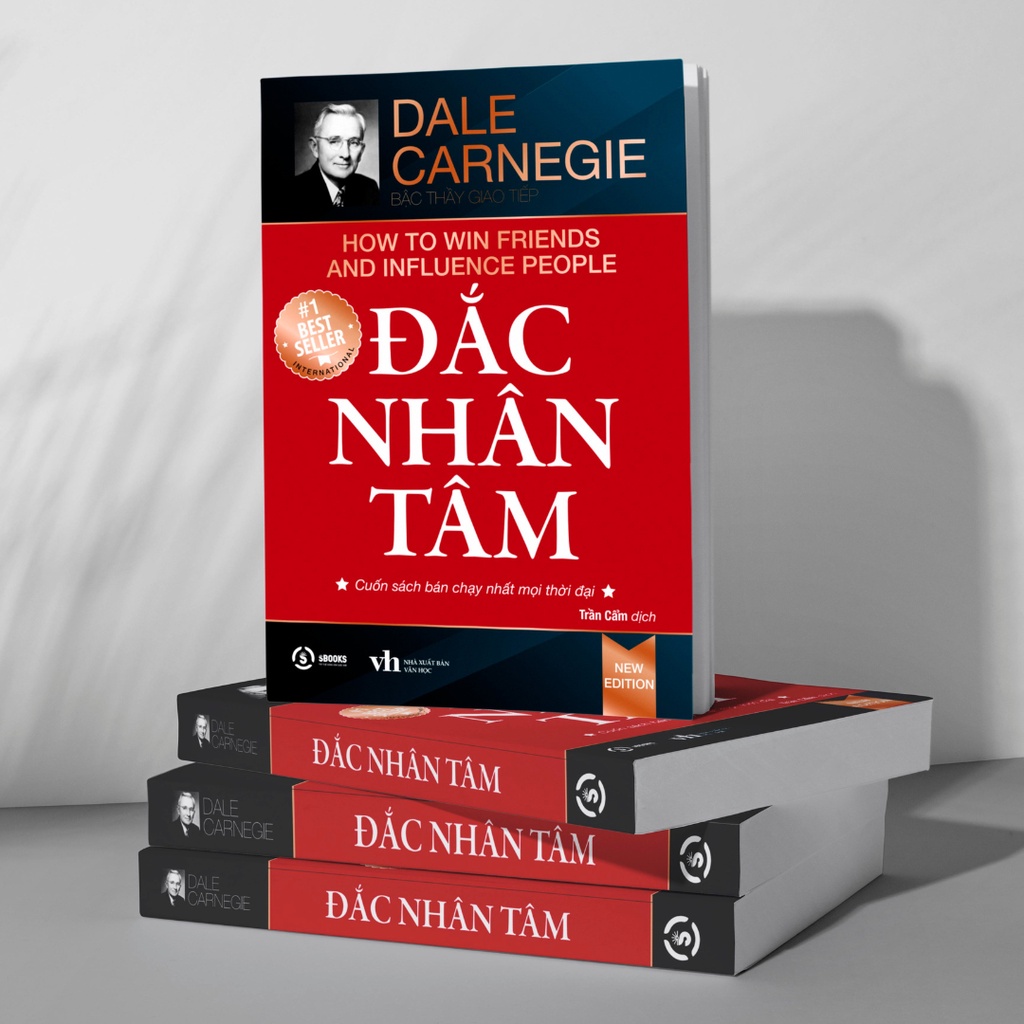 DALE
CARNEGIE
BẬC THẦY GIAO TIẾP
HOW TO WIN FRIENDS
AND INFLUENCE PEOPLE
#1
BEST
SELLER
INTERNATIONAL
ĐẮC
NHÂN
TÂM
Cuốn sách bán chạy nhất mọi thời đại
Trần Cẩm dịch
SBOOKS
vh NHÀ XUẤT BẢN
VĂN HỌC
NEW
EDITION
DALE
CARNEGIE
ĐẮC NHÂN TÂM
DALE
CARNEGIE
ĐẮC NHÂN TÂM
DALE
CARNEGIE
ĐẮC NHÂN TÂM